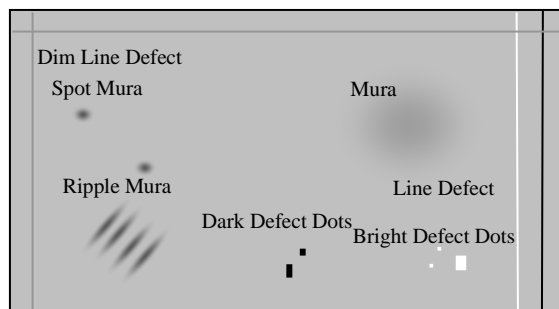 Dim Line Defect
Spot Mura
Mura
Ripple Mura
Line Defect
Dark Defect Dots
Bright Defect Dots